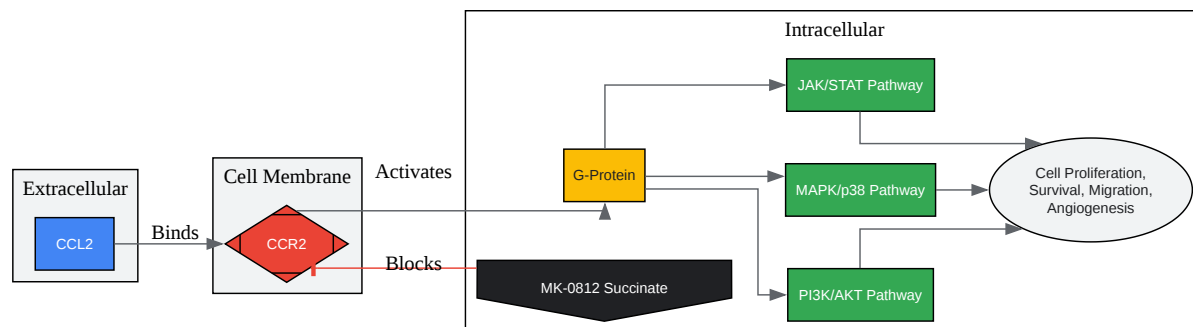 Extracellular
CCL2
Binds
Cell Membrane
CCR2
Activates
Blocks
Intracellular
G-Protein
MK-0812 Succinate
JAK/STAT Pathway
MAPK/p38 Pathway
PI3K/AKT Pathway
Cell Proliferation,
Survival, Migration,
Angiogenesis